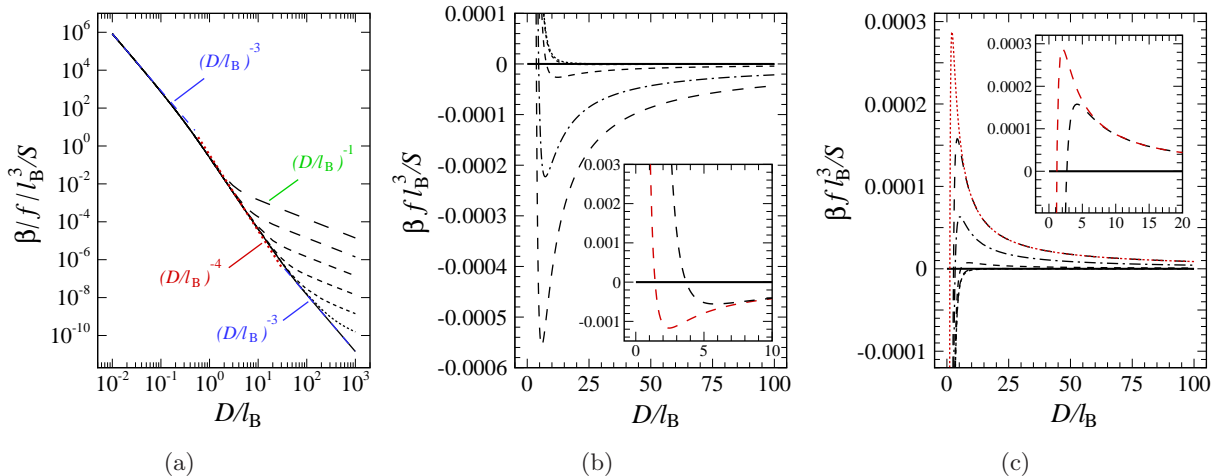 10^6
10^4
10^2
10^0
10^-2
10^-4
10^-6
10^-8
10^-10
β|f|l_B^3/S
(D/l_B)^-3
(D/l_B)^-1
(D/l_B)^-4
(D/l_B)^-3
10^-2 10^-1 10^0 10^1 10^2 10^3
D/l_B
(a)
0.0001
0
-0.0001
-0.0002
-0.0003
-0.0004
-0.0005
-0.0006
β f l_B^3/S
0.003
0.002
0.001
0
-0.001
0 5 10
0 25 50 75 100
D/l_B
(b)
0.0003
0.0002
0.0001
0
-0.0001
β f l_B^3/S
0.0003
0.0002
0.0001
0
0 5 10 15 20
0 25 50 75 100
D/l_B
(c)